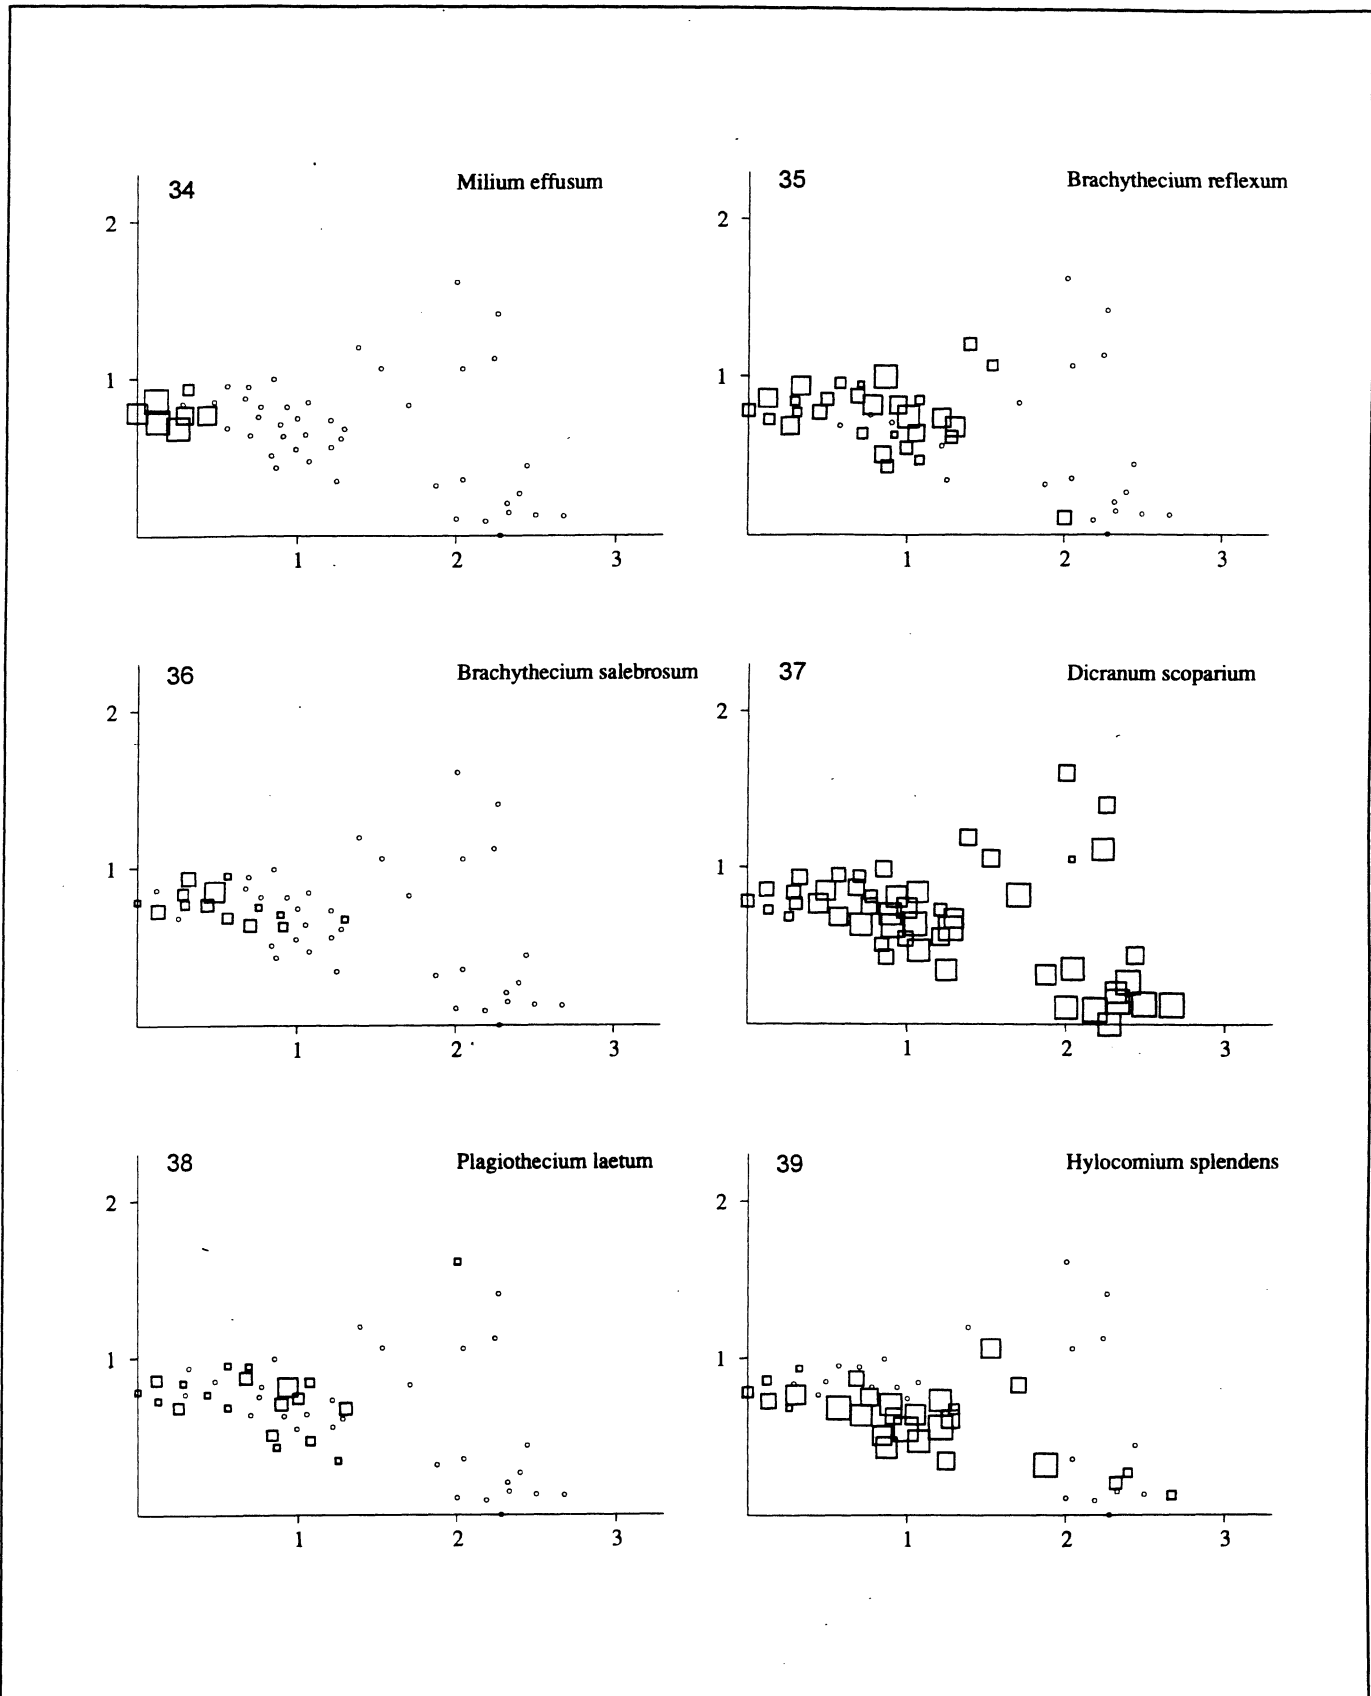 34 Milium effusum
2
1
1 2 3
35 Brachythecium reflexum
2
1
1 2 3
36 Brachythecium salebrosum
2
1
1 2 3
37 Dicranum scoparium
2
1
1 2 3
38 Plagiothecium laetum
2
1
1 2 3
39 Hylocomium splendens
2
1
1 2 3